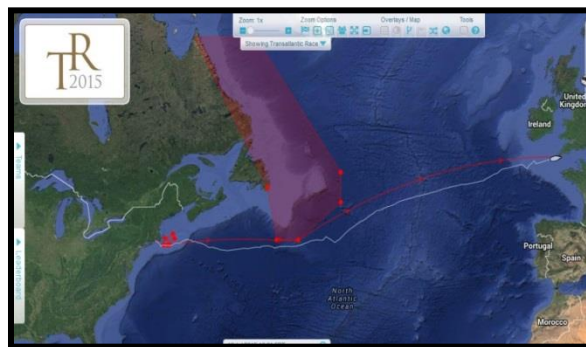 TR
2015
Zoom: 1x
Zoom Options
Overlays / Map
Tools
Showing Transatlantic Race
Teams
Leaderboard
Ireland
United
Kingdom
Portugal
Spain
Morocco
North
Atlantic
Ocean